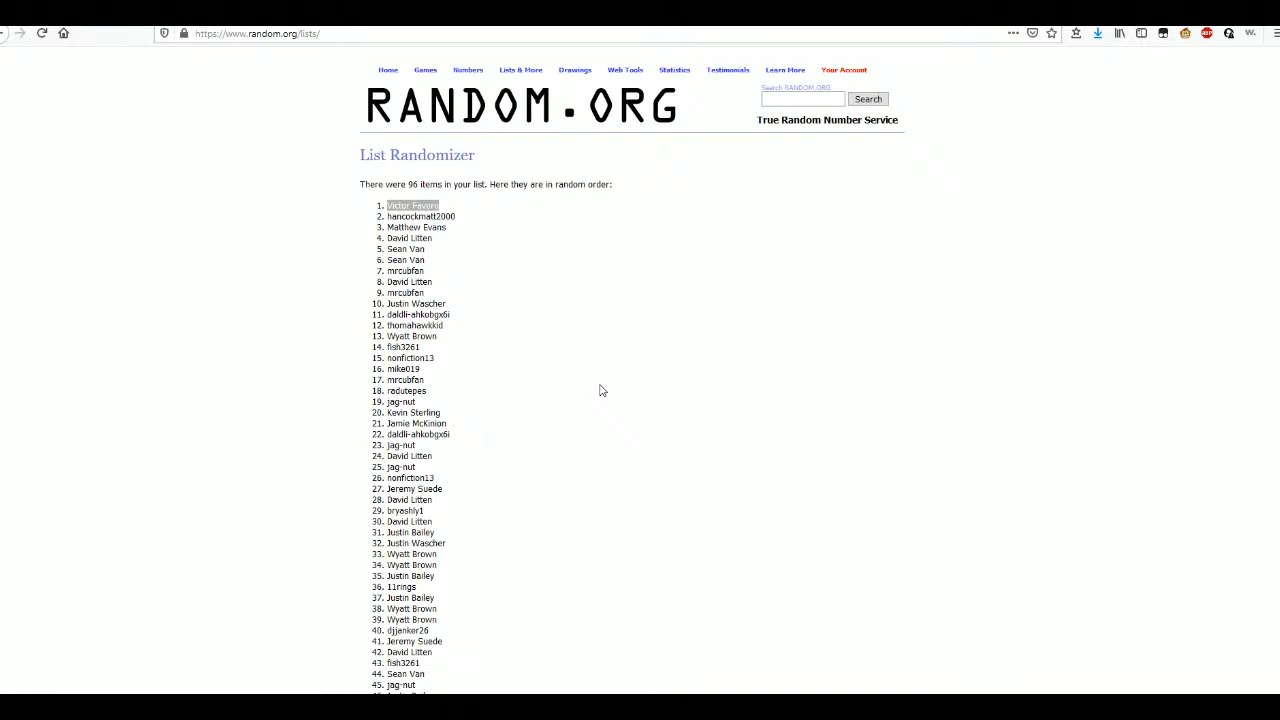 https://www.random.org/lists/
Home Games Numbers Lists & More Drawings Web Tools Statistics Testimonials Learn More Your Account
RANDOM.ORG
Search RANDOM.ORG
Search
True Random Number Service
List Randomizer
There were 96 items in your list. Here they are in random order:
1. Victor Favara
2. hancockmatt2000
3. Matthew Evans
4. David Litten
5. Sean Van
6. Sean Van
7. mrcubfan
8. David Litten
9. mrcubfan
10. Justin Wascher
11. daldli-ahkobgx6i
12. thomahawkkid
13. Wyatt Brown
14. fish3261
15. nonfiction13
16. mike019
17. mrcubfan
18. radutepes
19. jag-nut
20. Kevin Sterling
21. Jamie McKinion
22. daldli-ahkobgx6i
23. jag-nut
24. David Litten
25. jag-nut
26. nonfiction13
27. Jeremy Suede
28. David Litten
29. bryashly1
30. David Litten
31. Justin Bailey
32. Justin Wascher
33. Wyatt Brown
34. Wyatt Brown
35. Justin Bailey
36. 11rings
37. Justin Bailey
38. Wyatt Brown
39. Wyatt Brown
40. djjanker26
41. Jeremy Suede
42. David Litten
43. fish3261
44. Sean Van
45. jag-nut